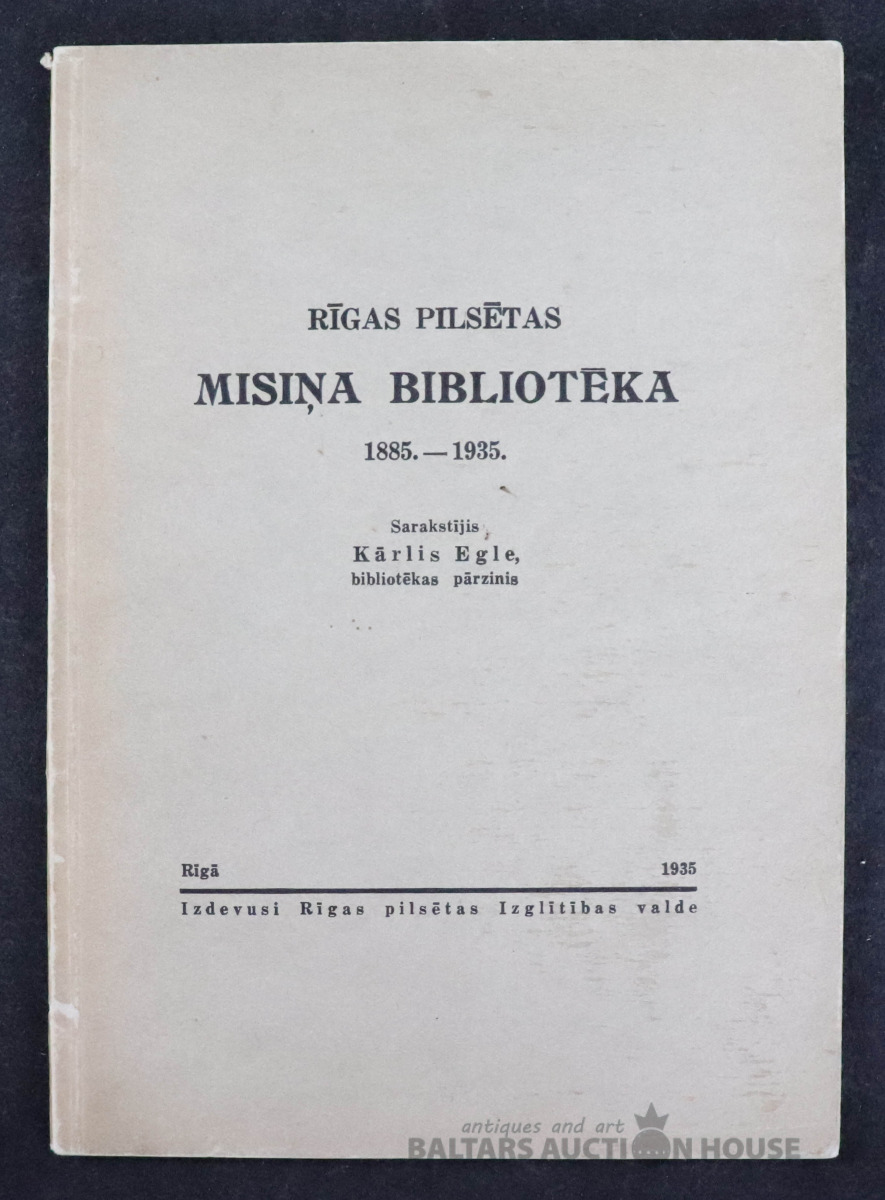 RĪGAS PILSĒTAS
MISIŅA BIBLIOTĒKA
1885. — 1935.
Sarakstījis
Kārlis Egle,
bibliotēkas pārzinis
Rīgā 1935
Izdevusi Rīgas pilsētas Izglītības valde
antiques and art
BALTARS AUCTION HOUSE